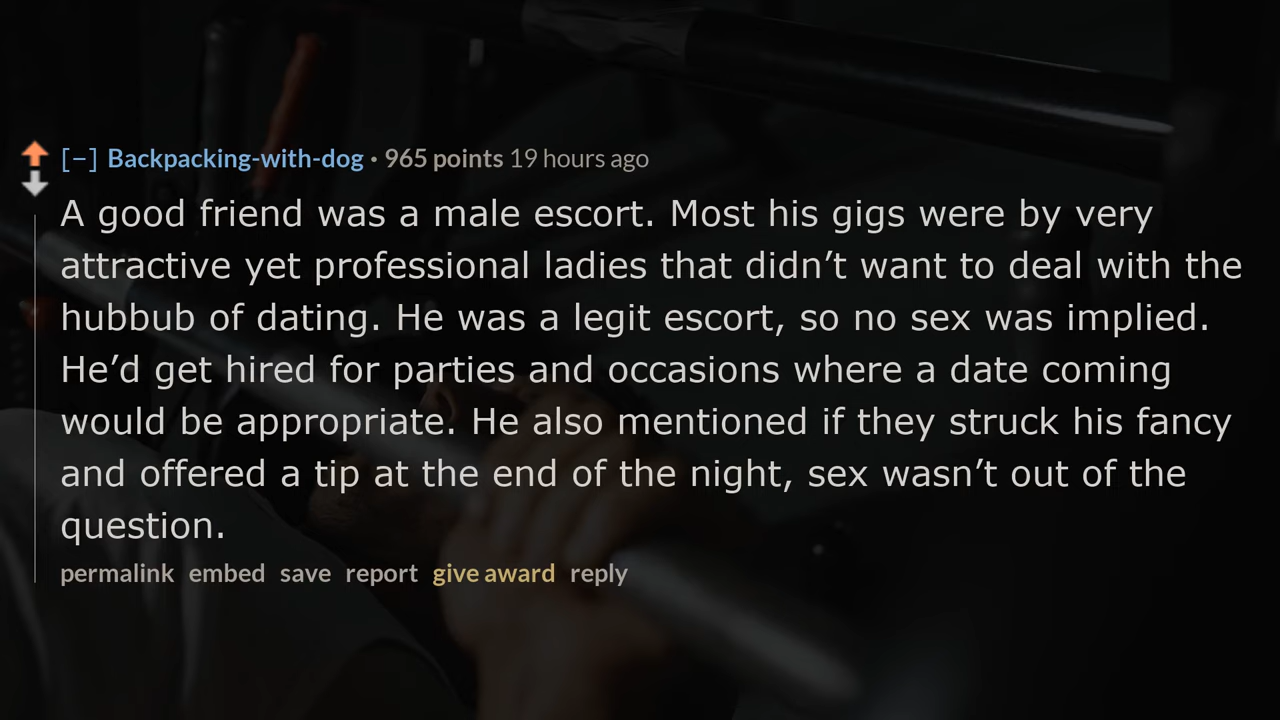 [−] Backpacking-with-dog · 965 points 19 hours ago
A good friend was a male escort. Most his gigs were by very
attractive yet professional ladies that didn’t want to deal with the
hubbub of dating. He was a legit escort, so no sex was implied.
He’d get hired for parties and occasions where a date coming
would be appropriate. He also mentioned if they struck his fancy
and offered a tip at the end of the night, sex wasn’t out of the
question.
permalink embed save report give award reply